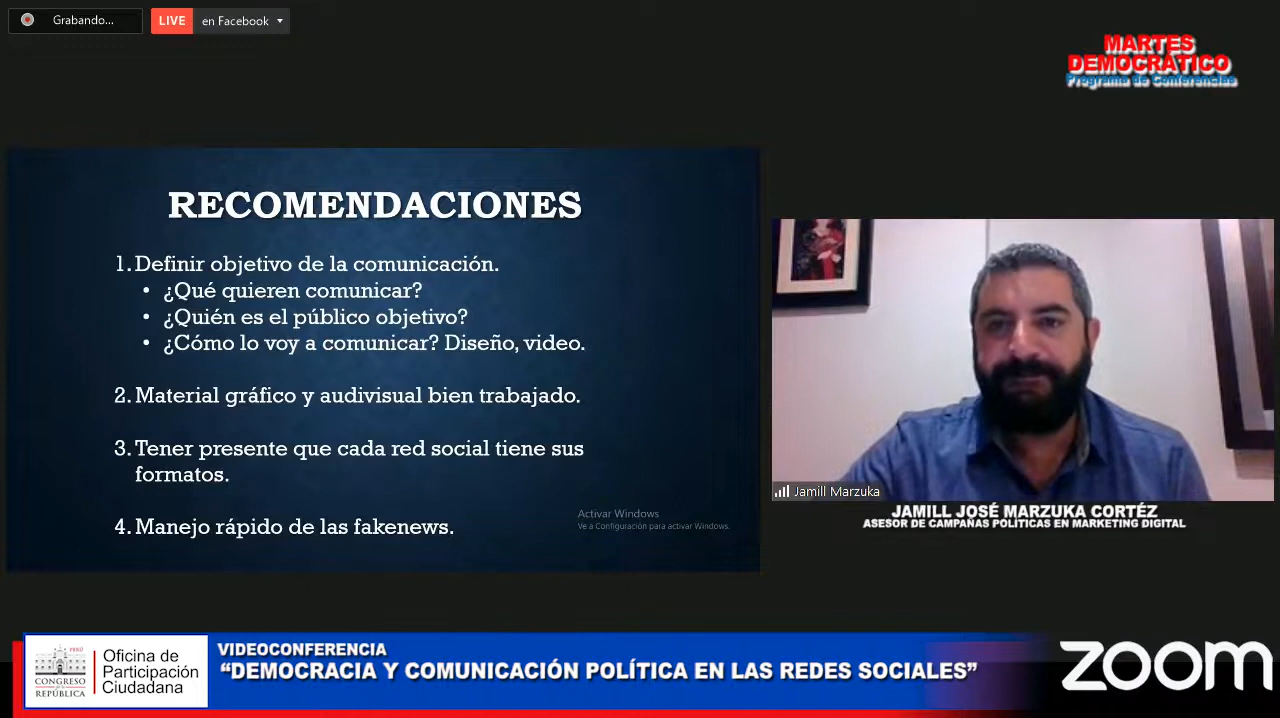 Grabando...
LIVE en Facebook
MARTES
DEMOCRÁTICO
Programa de Conferencias
RECOMENDACIONES
1. Definir objetivo de la comunicación.
• ¿Qué quieren comunicar?
• ¿Quién es el público objetivo?
• ¿Cómo lo voy a comunicar? Diseño, video.
2. Material gráfico y audivisual bien trabajado.
3. Tener presente que cada red social tiene sus
formatos.
4. Manejo rápido de las fakenews.
Activar Windows
Ve a Configuración para activar Windows.
Jamill Marzuka
JAMILL JOSÉ MARZUKA CORTÉZ
ASESOR DE CAMPAÑAS POLÍTICAS EN MARKETING DIGITAL
PERÚ
CONGRESO
de la
REPÚBLICA
Oficina de
Participación
Ciudadana
VIDEOCONFERENCIA
“DEMOCRACIA Y COMUNICACIÓN POLÍTICA EN LAS REDES SOCIALES”
zoom